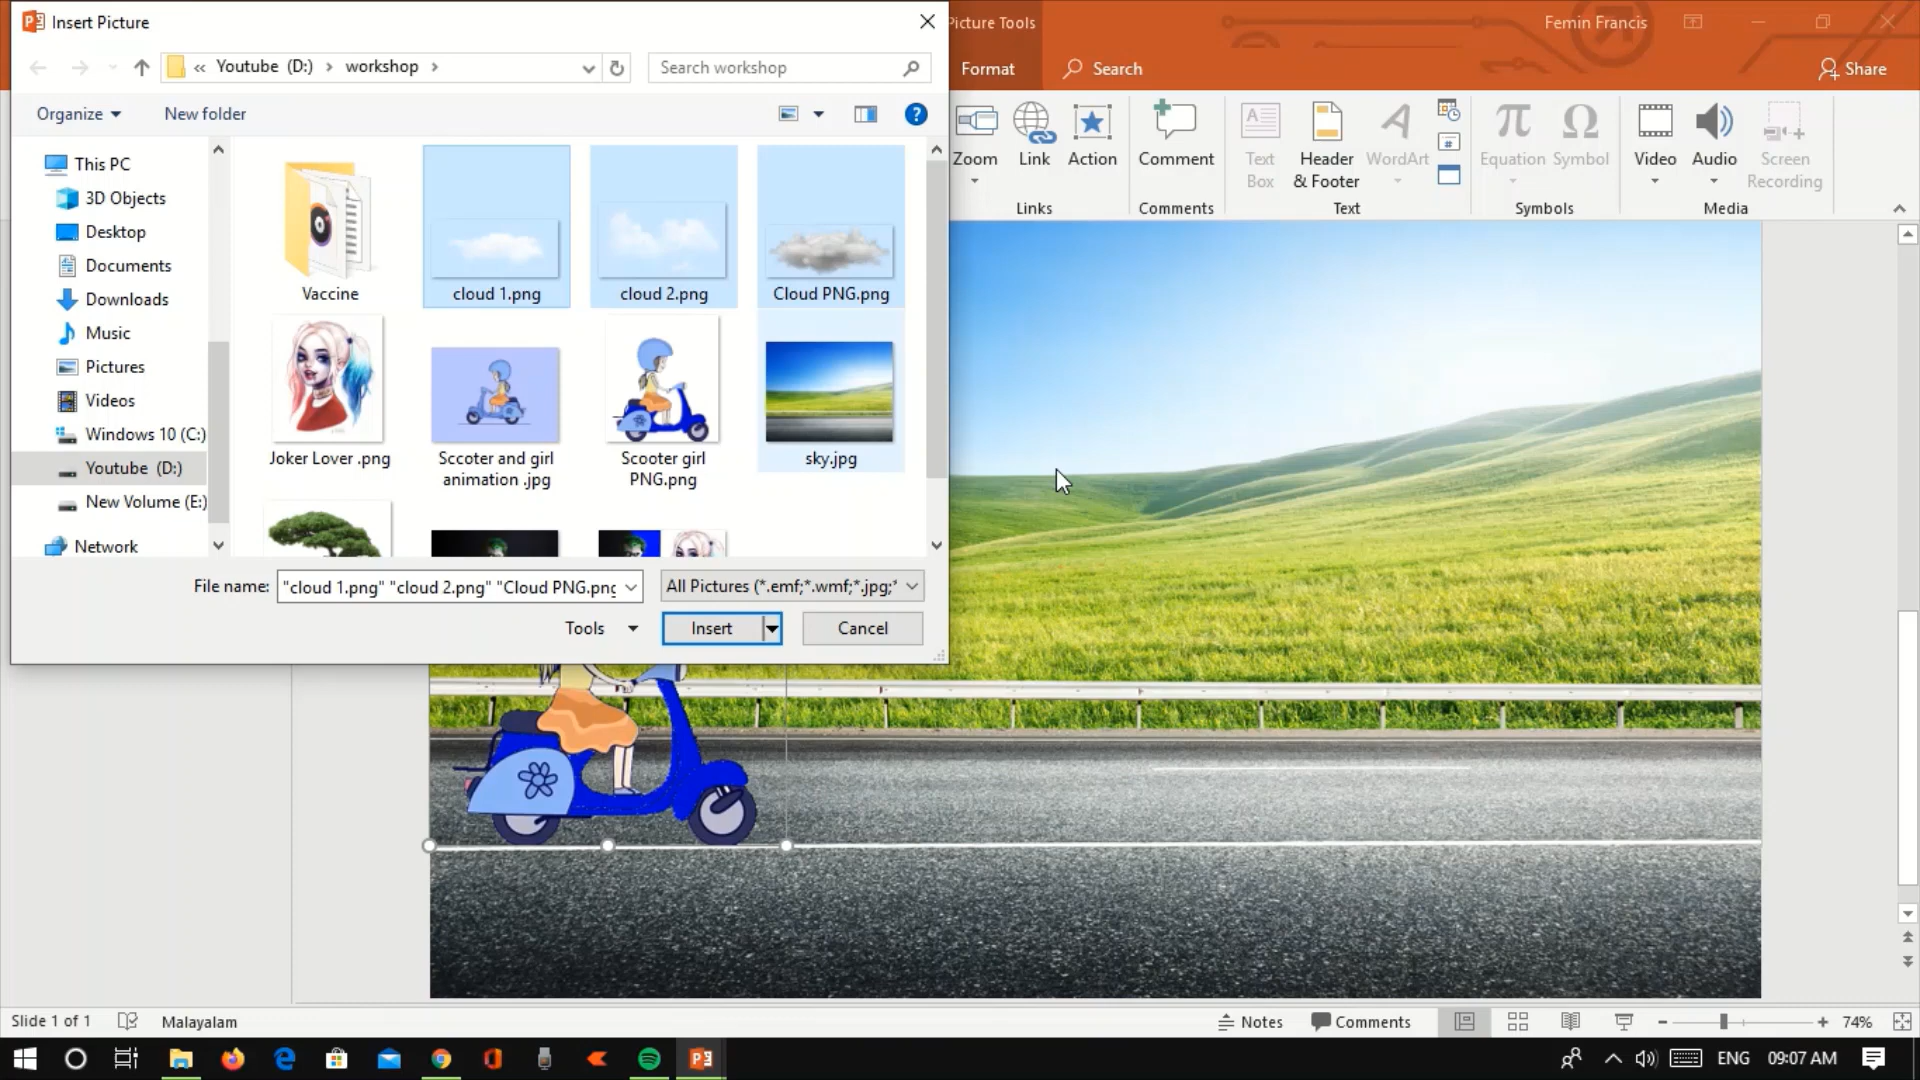 Insert Picture
Picture Tools
Femin Francis
« Youtube (D:) › workshop ›
Search workshop
Format
Search
Share
Organize
New folder
This PC
3D Objects
Desktop
Documents
Downloads
Music
Pictures
Videos
Windows 10 (C:)
Youtube (D:)
New Volume (E:)
Network
Vaccine
cloud 1.png
cloud 2.png
Cloud PNG.png
Joker Lover .png
Sccoter and girl
animation .jpg
Scooter girl
PNG.png
sky.jpg
File name:
"cloud 1.png" "cloud 2.png" "Cloud PNG.png
All Pictures (*.emf;*.wmf;*.jpg;*
Tools
Insert
Cancel
Zoom
Link
Action
Comment
Text
Box
Header
& Footer
WordArt
Equation
Symbol
Video
Audio
Screen
Recording
Links
Comments
Text
Symbols
Media
Slide 1 of 1
Malayalam
Notes
Comments
74%
ENG
09:07 AM